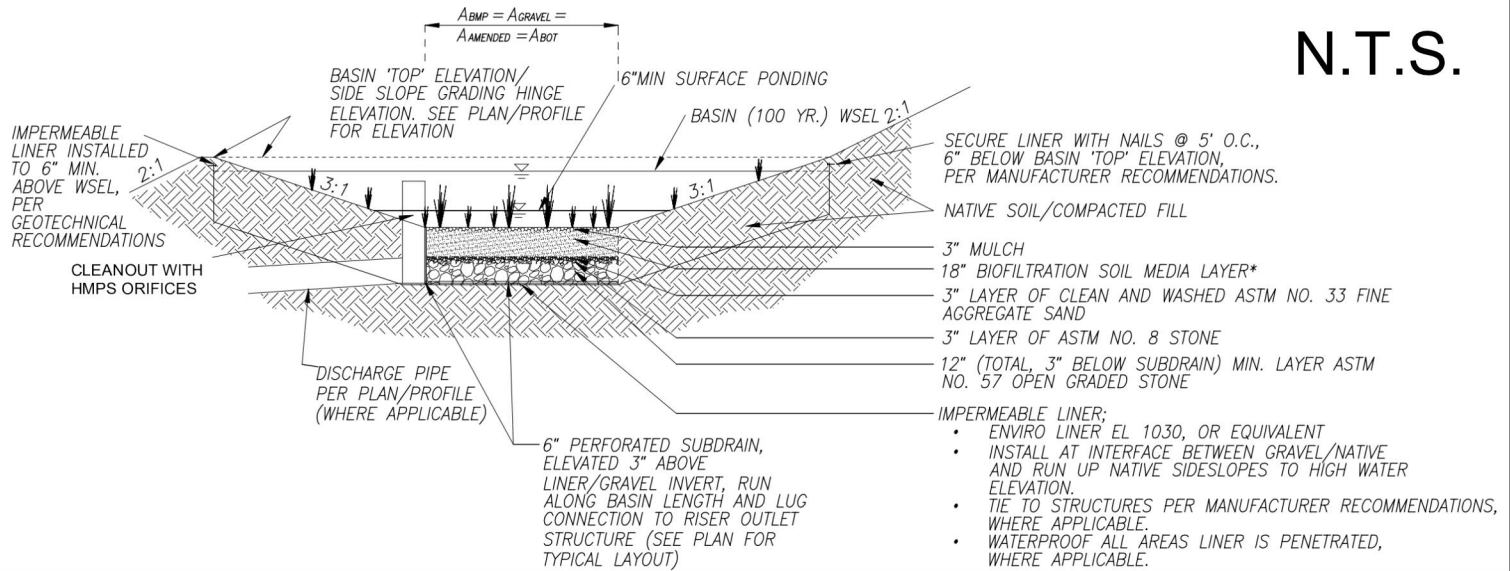 ABMP = AGRAVEL =
AAMENDED = ABOT
N.T.S.
BASIN 'TOP' ELEVATION/
SIDE SLOPE GRADING HINGE
ELEVATION. SEE PLAN/PROFILE
FOR ELEVATION
6"MIN SURFACE PONDING
BASIN (100 YR.) WSEL
2:1
IMPERMEABLE
LINER INSTALLED
TO 6" MIN.
ABOVE WSEL,
PER
GEOTECHNICAL
RECOMMENDATIONS
2:1
3:1
3:1
CLEANOUT WITH
HMPS ORIFICES
SECURE LINER WITH NAILS @ 5' O.C.,
6" BELOW BASIN 'TOP' ELEVATION,
PER MANUFACTURER RECOMMENDATIONS.
NATIVE SOIL/COMPACTED FILL
3" MULCH
18" BIOFILTRATION SOIL MEDIA LAYER*
3" LAYER OF CLEAN AND WASHED ASTM NO. 33 FINE
AGGREGATE SAND
3" LAYER OF ASTM NO. 8 STONE
12" (TOTAL, 3" BELOW SUBDRAIN) MIN. LAYER ASTM
NO. 57 OPEN GRADED STONE
DISCHARGE PIPE
PER PLAN/PROFILE
(WHERE APPLICABLE)
6" PERFORATED SUBDRAIN,
ELEVATED 3" ABOVE
LINER/GRAVEL INVERT, RUN
ALONG BASIN LENGTH AND LUG
CONNECTION TO RISER OUTLET
STRUCTURE (SEE PLAN FOR
TYPICAL LAYOUT)
IMPERMEABLE LINER;
• ENVIRO LINER EL 1030, OR EQUIVALENT
• INSTALL AT INTERFACE BETWEEN GRAVEL/NATIVE
AND RUN UP NATIVE SIDESLOPES TO HIGH WATER
ELEVATION.
• TIE TO STRUCTURES PER MANUFACTURER RECOMMENDATIONS,
WHERE APPLICABLE.
• WATERPROOF ALL AREAS LINER IS PENETRATED,
WHERE APPLICABLE.